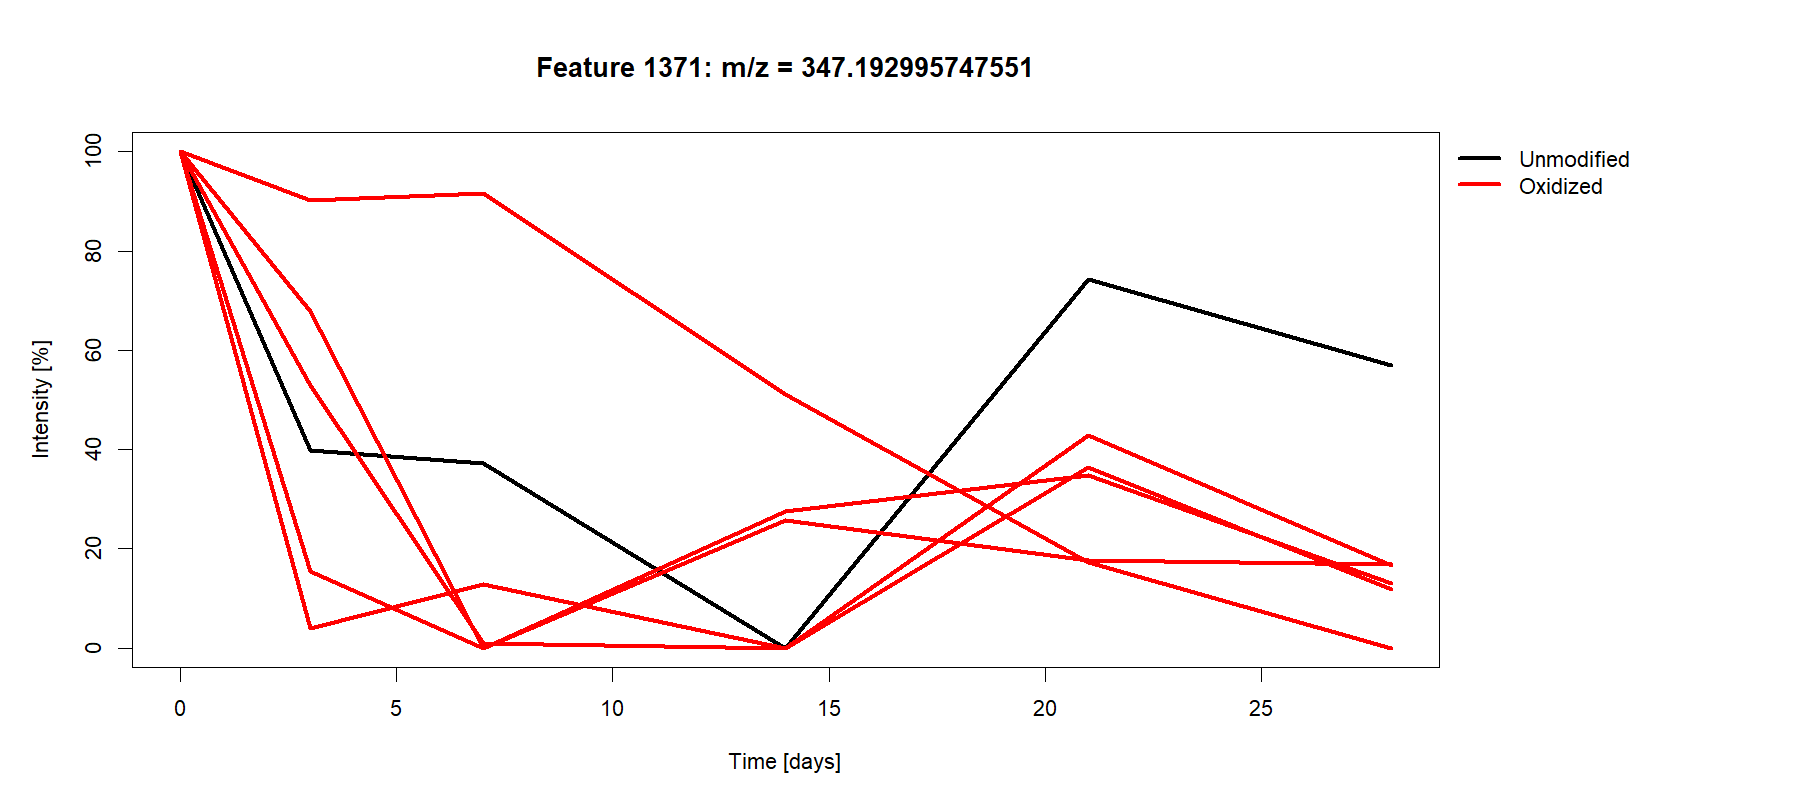 Feature 1371: m/z = 347.192995747551
Unmodified
Oxidized
Intensity [%]
100
80
60
40
20
0
0 5 10 15 20 25
Time [days]